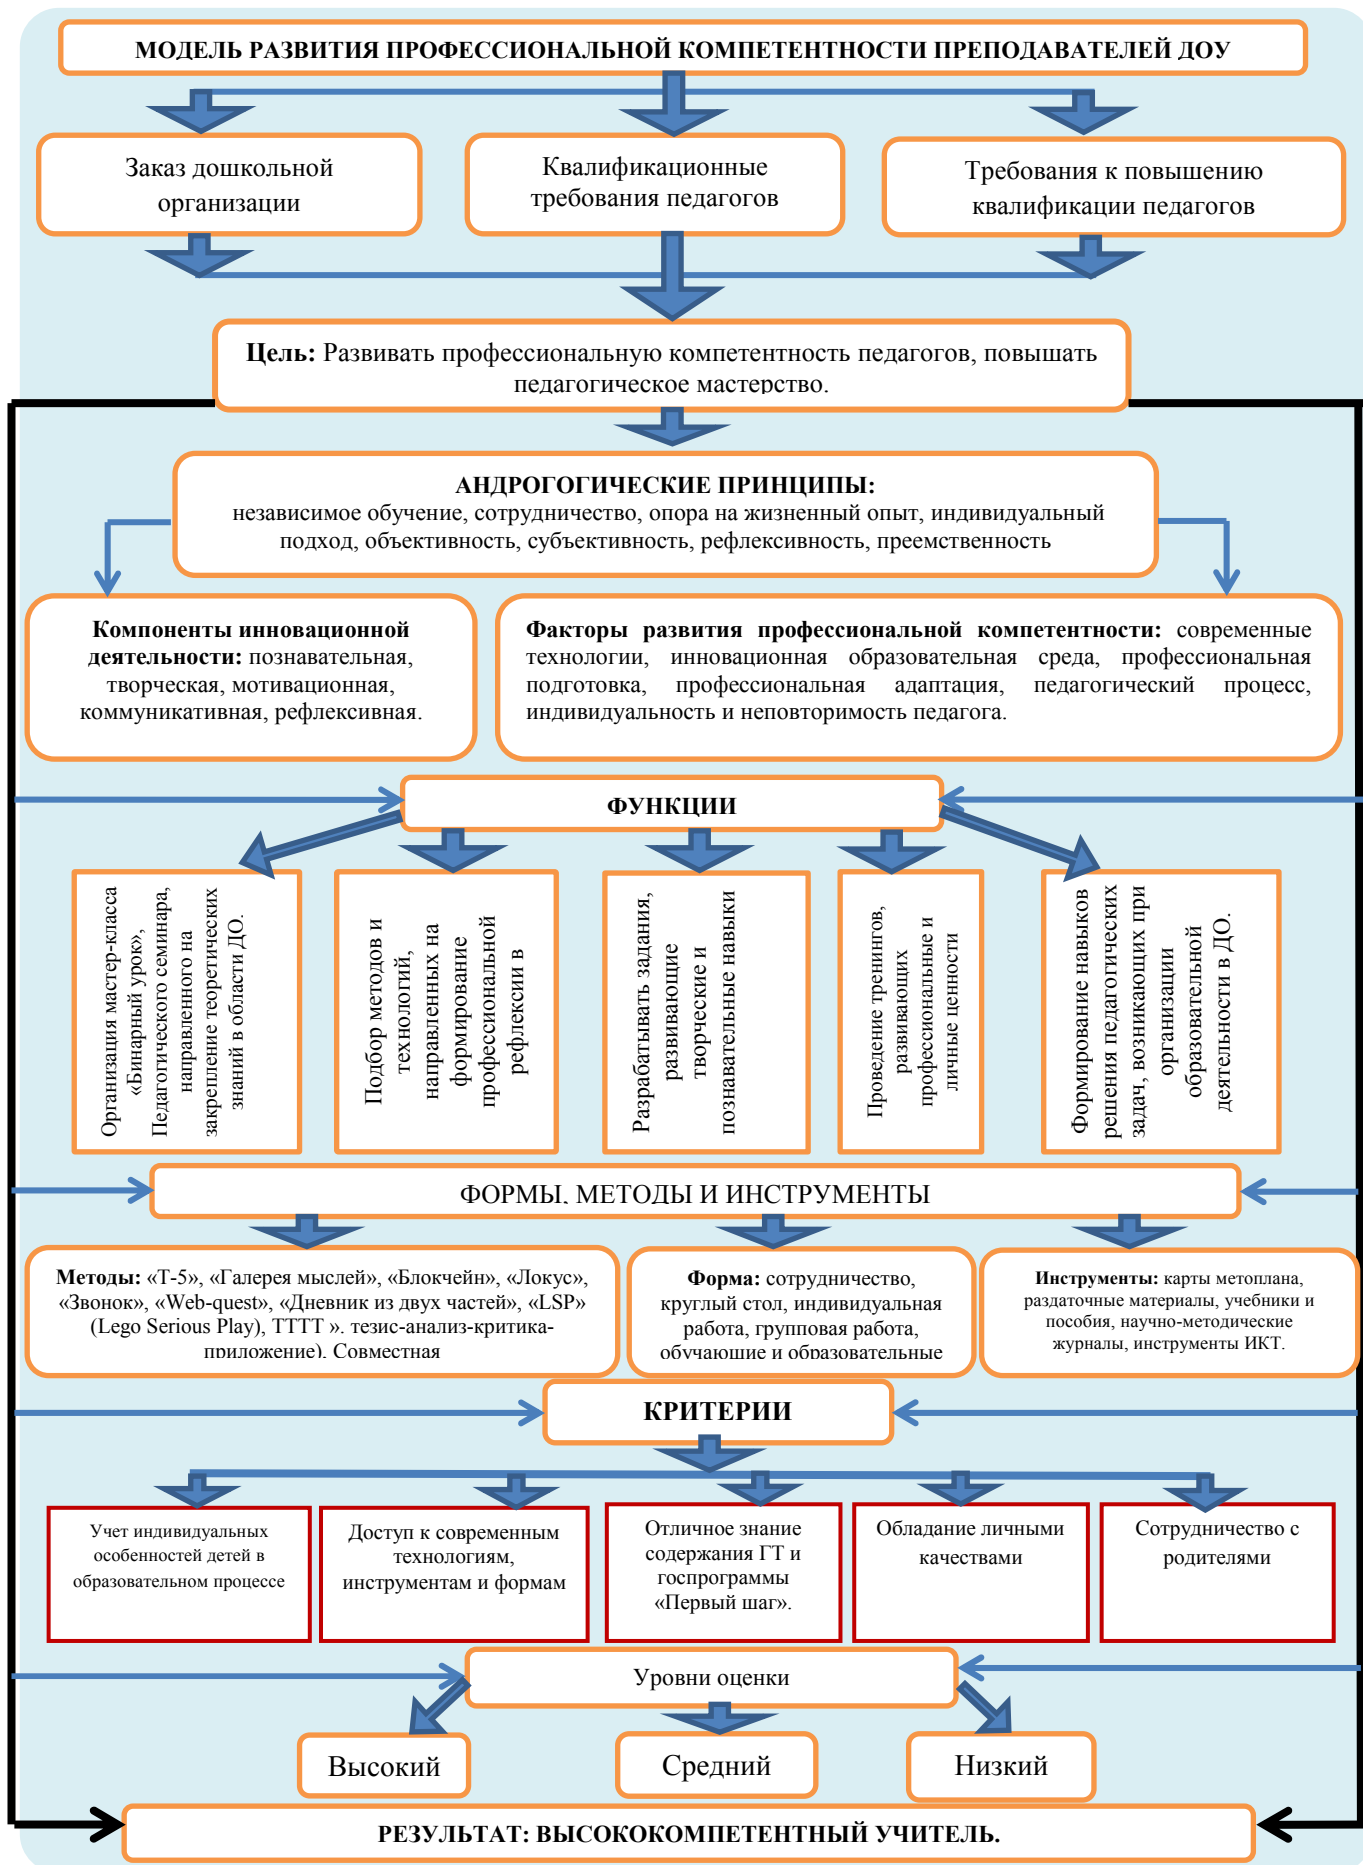 МОДЕЛЬ РАЗВИТИЯ ПРОФЕССИОНАЛЬНОЙ КОМПЕТЕНТНОСТИ ПРЕПОДАВАТЕЛЕЙ ДОУ
Заказ дошкольной
организации
Квалификационные
требования педагогов
Требования к повышению
квалификации педагогов
Цель: Развивать профессиональную компетентность педагогов, повышать
педагогическое мастерство.
АНДРОГОГИЧЕСКИЕ ПРИНЦИПЫ:
независимое обучение, сотрудничество, опора на жизненный опыт, индивидуальный
подход, объективность, субъективность, рефлексивность, преемственность
Компоненты инновационной
деятельности: познавательная,
творческая, мотивационная,
коммуникативная, рефлексивная.
Факторы развития профессиональной компетентности: современные
технологии, инновационная образовательная среда, профессиональная
подготовка, профессиональная адаптация, педагогический процесс,
индивидуальность и неповторимость педагога.
ФУНКЦИИ
Организация мастер-класса
«Бинарный урок»,
Педагогического семинара,
направленного на
закрепление теоретических
знаний в области ДО.
Подбор методов и
технологий,
направленных на
формирование
профессиональной
рефлексии в
Разрабатывать задания,
развивающие
творческие и
познавательные навыки
Проведение тренингов,
развивающих
профессиональные и
личные ценности
Формирование навыков
решения педагогических
задач, возникающих при
организации
образовательной
деятельности в ДО.
ФОРМЫ, МЕТОДЫ И ИНСТРУМЕНТЫ
Методы: «Т-5», «Галерея мыслей», «Блокчейн», «Локус»,
«Звонок», «Web-quest», «Дневник из двух частей», «LSP»
(Lego Serious Play), ТТТТ ». тезис-анализ-критика-
приложение). Совместная
Форма: сотрудничество,
круглый стол, индивидуальная
работа, групповая работа,
обучающие и образовательные
Инструменты: карты метоплана,
раздаточные материалы, учебники и
пособия, научно-методические
журналы, инструменты ИКТ.
КРИТЕРИИ
Учет индивидуальных
особенностей детей в
образовательном процессе
Доступ к современным
технологиям,
инструментам и формам
Отличное знание
содержания ГТ и
госпрограммы
«Первый шаг».
Обладание личными
качествами
Сотрудничество с
родителями
Уровни оценки
Высокий
Средний
Низкий
РЕЗУЛЬТАТ: ВЫСОКОКОМПЕТЕНТНЫЙ УЧИТЕЛЬ.